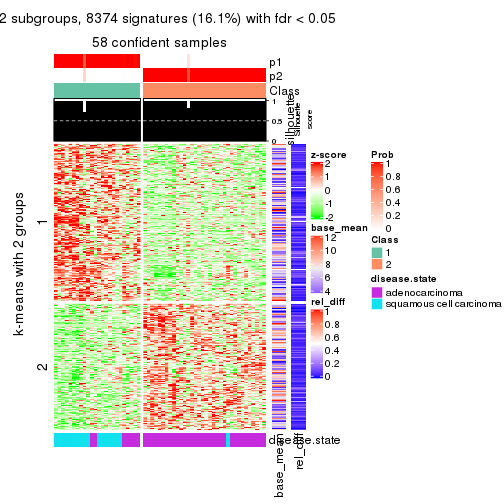 2 subgroups, 8374 signatures (16.1%) with fdr < 0.05
58 confident samples
p1
p2
Class
1
0.5
0
silhouette
Silhouette
score
k-means with 2 groups
1
2
z-score
2
1
0
-1
-2
base_mean
12
10
8
6
4
rel_diff
1
0.8
0.6
0.4
0.2
0
Prob
1
0.8
0.6
0.4
0.2
0
Class
1
2
disease.state
adenocarcinoma
squamous cell carcinoma
disease.state
base_mean
rel_diff